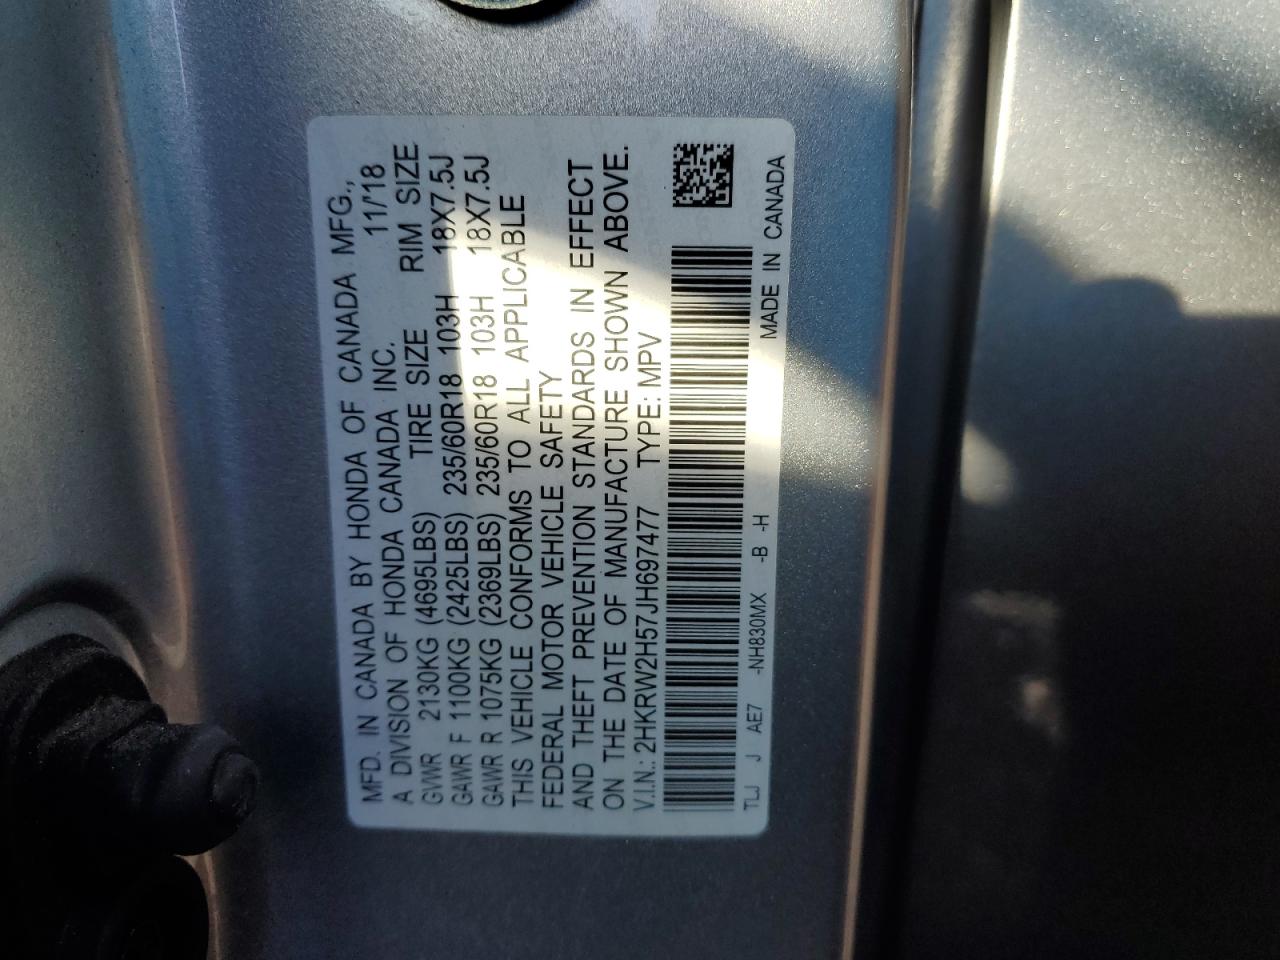 MFD. IN CANADA BY HONDA OF CANADA MFG.,
A DIVISION OF HONDA CANADA INC. 11/'18
GVWR 2130KG (4695LBS) TIRE SIZE RIM SIZE
GAWR F 1100KG (2425LBS) 235/60R18 103H 18X7.5J
GAWR R 1075KG (2369LBS) 235/60R18 103H 18X7.5J
THIS VEHICLE CONFORMS TO ALL APPLICABLE
FEDERAL MOTOR VEHICLE SAFETY
AND THEFT PREVENTION STANDARDS IN EFFECT
ON THE DATE OF MANUFACTURE SHOWN ABOVE.
V.I.N.: 2HKRW2H57JH697477 TYPE: MPV
TLJ J AE7 -NH830MX -B -H MADE IN CANADA